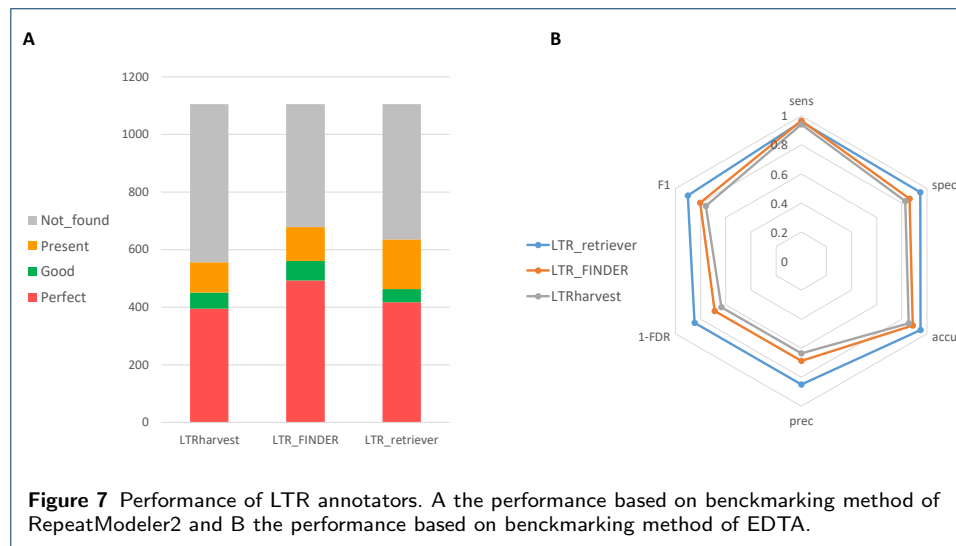 A
B
1200
1000
800
600
400
200
0
Not_found
Present
Good
Perfect
LTRharvest
LTR_FINDER
LTR_retriever
sens
1
0.8
0.6
0.4
0.2
0
F1
spec
1-FDR
accu
prec
LTR_retriever
LTR_FINDER
LTRharvest
Figure 7 Performance of LTR annotators. A the performance based on benckmarking method of
RepeatModeler2 and B the performance based on benckmarking method of EDTA.